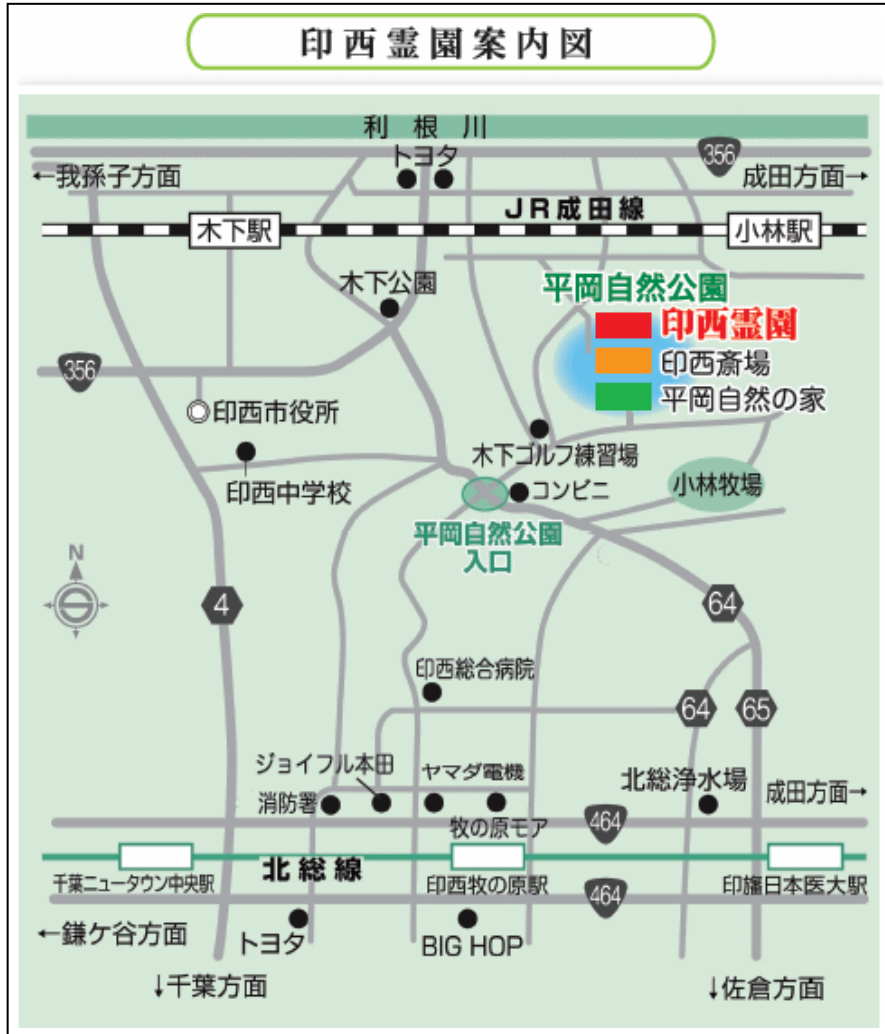 印西霊園案内図
利根川
トヨタ
356
←我孫子方面
成田方面→
JR成田線
木下駅
小林駅
木下公園
平岡自然公園
印西霊園
印西斎場
平岡自然の家
356
印西市役所
木下ゴルフ練習場
印西中学校
コンビニ
小林牧場
平岡自然公園
入口
N
4
64
印西総合病院
64
65
ジョイフル本田
ヤマダ電機
北総浄水場
消防署
成田方面→
牧の原モア
464
北総線
千葉ニュータウン中央駅
印西牧の原駅
印旛日本医大駅
464
←鎌ケ谷方面
トヨタ
BIG HOP
↓千葉方面
↓佐倉方面